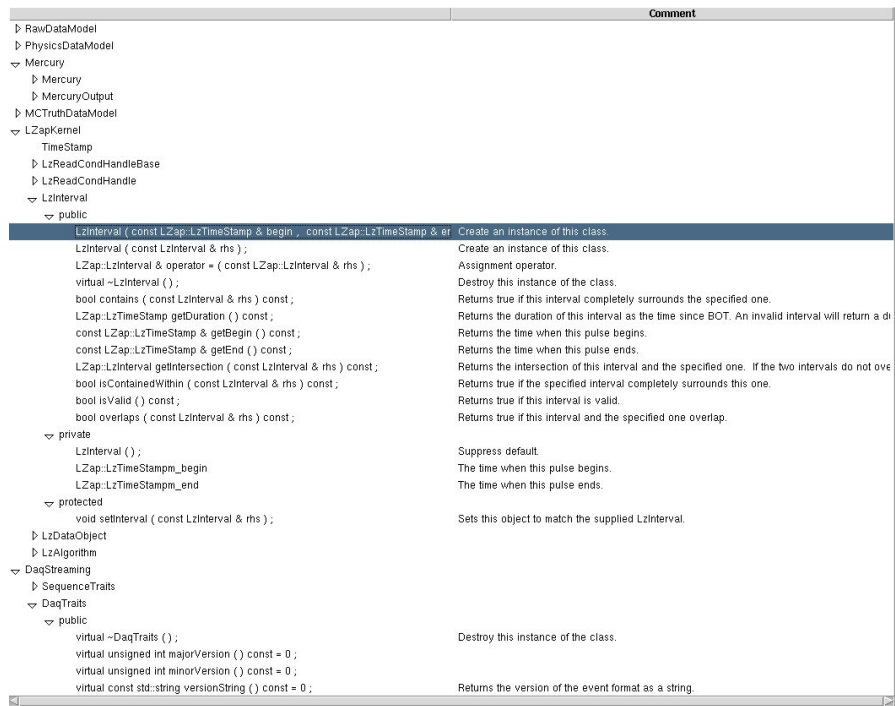 Comment
RawDataModel
PhysicsDataModel
Mercury
Mercury
MercuryOutput
MCTruthDataModel
LZapKernel
TimeStamp
LzReadCondHandleBase
LzReadCondHandle
LzInterval
public
LzInterval ( const LZap::LzTimeStamp & begin , const LZap::LzTimeStamp & er Create an instance of this class.
LzInterval ( const LzInterval & rhs ) ; Create an instance of this class.
LZap::LzInterval & operator = ( const LZap::LzInterval & rhs ) ; Assignment operator.
virtual ~LzInterval ( ) ; Destroy this instance of the class.
bool contains ( const LzInterval & rhs ) const ; Returns true if this interval completely surrounds the specified one.
LZap::LzTimeStamp getDuration ( ) const ; Returns the duration of this interval as the time since BOT. An invalid interval will return a du
const LZap::LzTimeStamp & getBegin ( ) const ; Returns the time when this pulse begins.
const LZap::LzTimeStamp & getEnd ( ) const ; Returns the time when this pulse ends.
LZap::LzInterval getIntersection ( const LzInterval & rhs ) const ; Returns the intersection of this interval and the specified one. If the two intervals do not ove
bool isContainedWithin ( const LzInterval & rhs ) const ; Returns true if the specified interval completely surrounds this one.
bool isValid ( ) const ; Returns true if this interval is valid.
bool overlaps ( const LzInterval & rhs ) const ; Returns true if this interval and the specified one overlap.
private
LzInterval ( ) ; Suppress default.
LZap::LzTimeStampm_begin The time when this pulse begins.
LZap::LzTimeStampm_end The time when this pulse ends.
protected
void setInterval ( const LzInterval & rhs ) ; Sets this object to match the supplied LzInterval.
LzDataObject
LzAlgorithm
DaqStreaming
SequenceTraits
DaqTraits
public
virtual ~DaqTraits ( ) ; Destroy this instance of the class.
virtual unsigned int majorVersion ( ) const = 0 ;
virtual unsigned int minorVersion ( ) const = 0 ;
virtual const std::string versionString ( ) const = 0 ; Returns the version of the event format as a string.